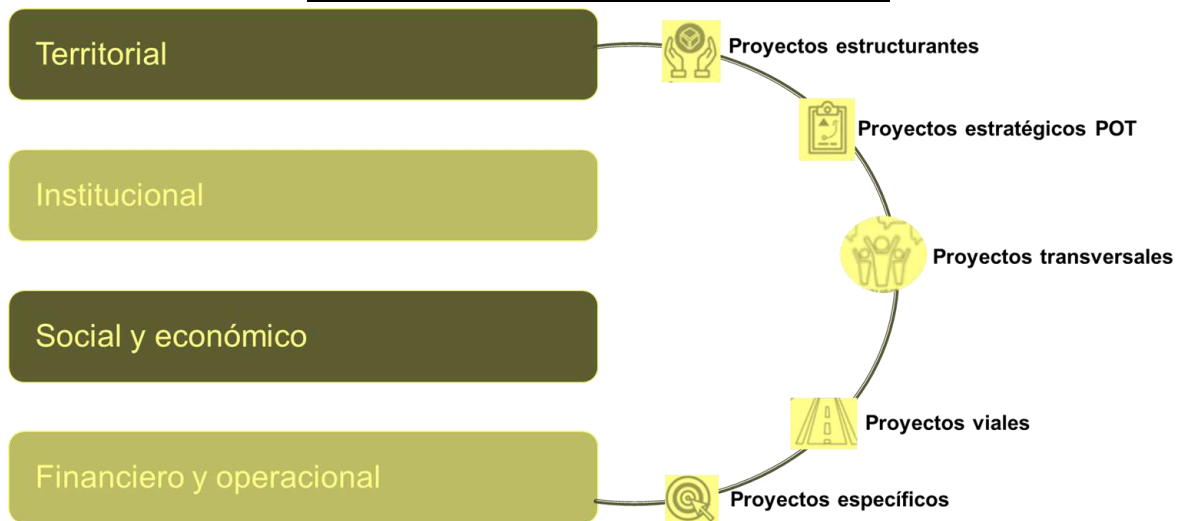 Territorial
Institucional
Social y económico
Financiero y operacional
Proyectos estructurantes
Proyectos estratégicos POT
Proyectos transversales
Proyectos viales
Proyectos específicos